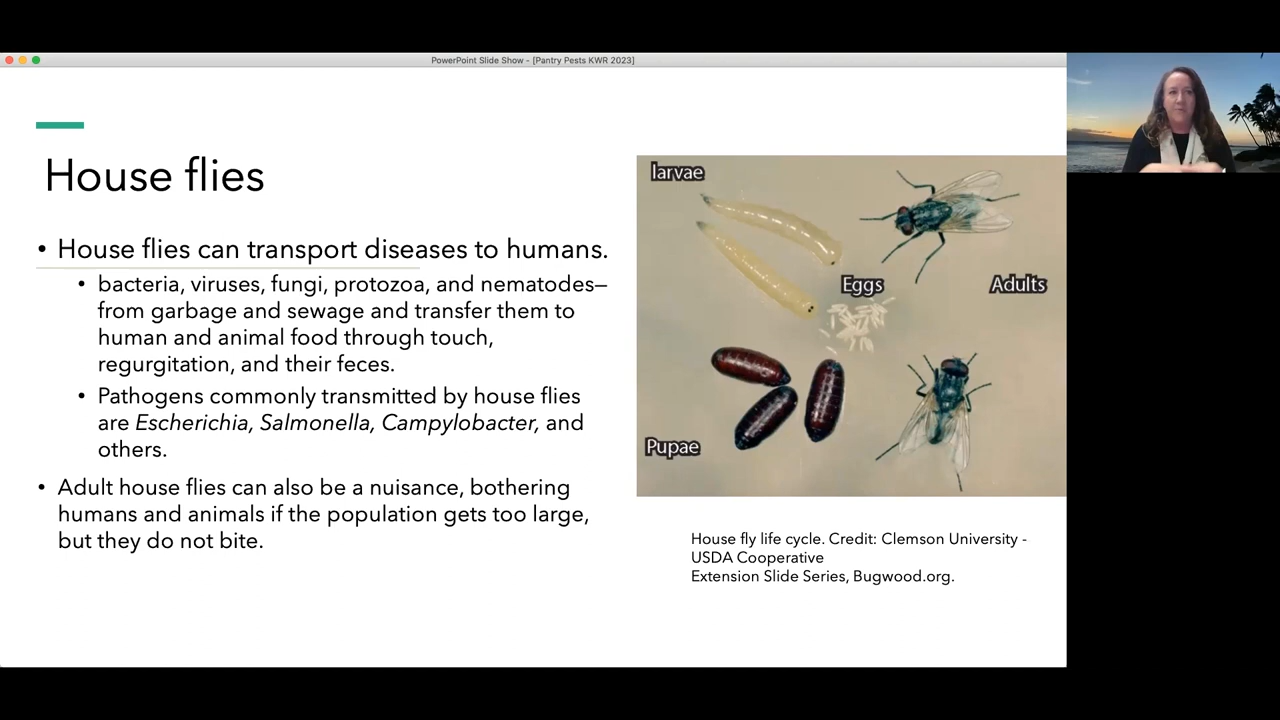 PowerPoint Slide Show - [Pantry Pests KWR 2023]
House flies
• House flies can transport diseases to humans.
• bacteria, viruses, fungi, protozoa, and nematodes—
from garbage and sewage and transfer them to
human and animal food through touch,
regurgitation, and their feces.
• Pathogens commonly transmitted by house flies
are Escherichia, Salmonella, Campylobacter, and
others.
• Adult house flies can also be a nuisance, bothering
humans and animals if the population gets too large,
but they do not bite.
larvae
Eggs
Adults
Pupae
House fly life cycle. Credit: Clemson University -
USDA Cooperative
Extension Slide Series, Bugwood.org.